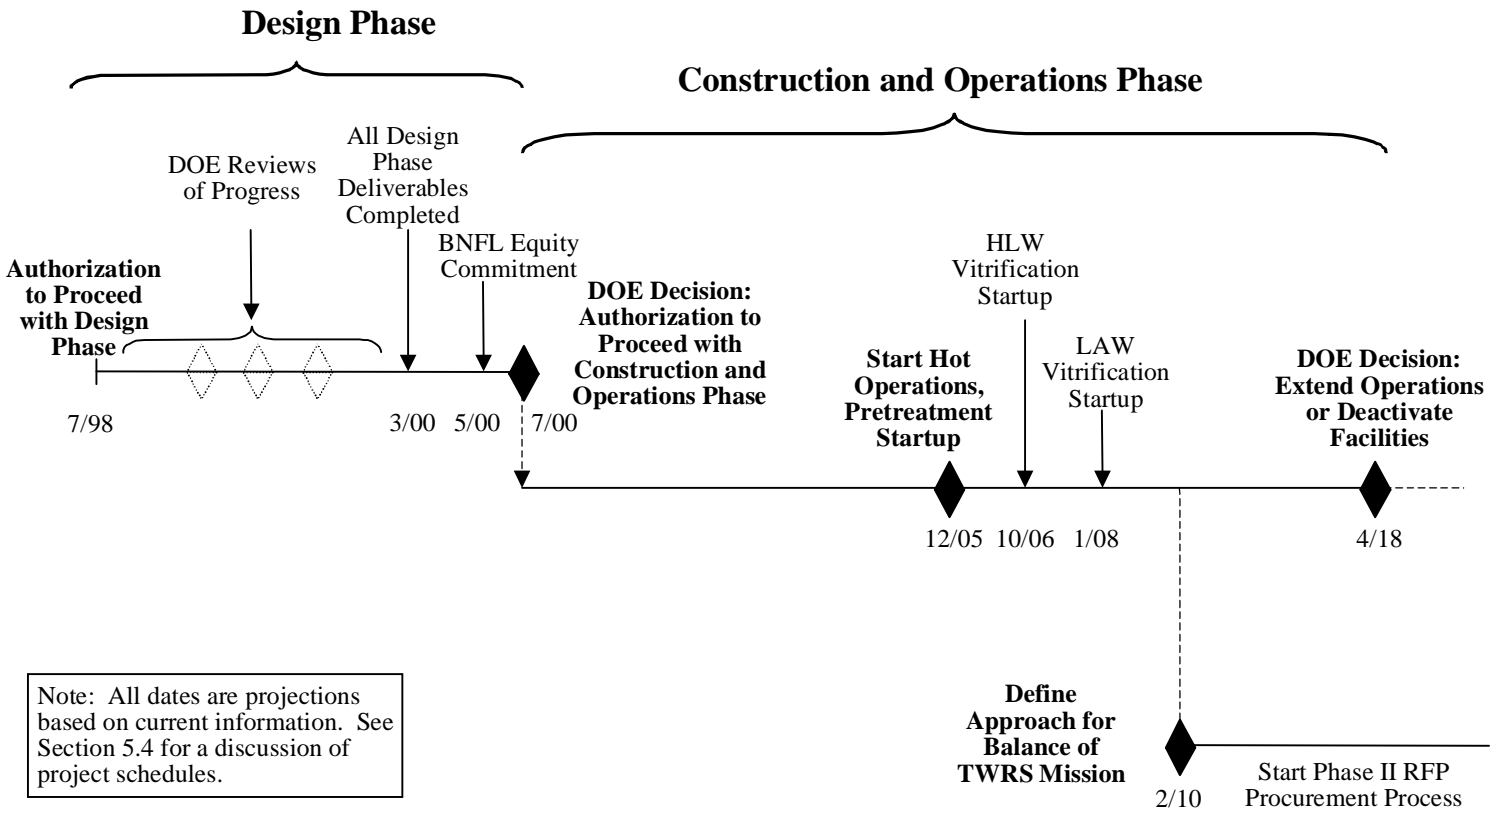 Design Phase
Construction and Operations Phase
All Design
Phase
Deliverables
Completed
DOE Reviews
of Progress
BNFL Equity
Commitment
Authorization
to Proceed
with Design
Phase
DOE Decision:
Authorization to
Proceed with
Construction and
Operations Phase
HLW
Vitrification
Startup
LAW
Vitrification
Startup
Start Hot
Operations,
Pretreatment
Startup
DOE Decision:
Extend Operations
or Deactivate
Facilities
7/98
3/00
5/00
7/00
12/05
10/06
1/08
4/18
Note: All dates are projections
based on current information. See
Section 5.4 for a discussion of
project schedules.
Define
Approach for
Balance of
TWRS Mission
2/10
Start Phase II RFP
Procurement Process